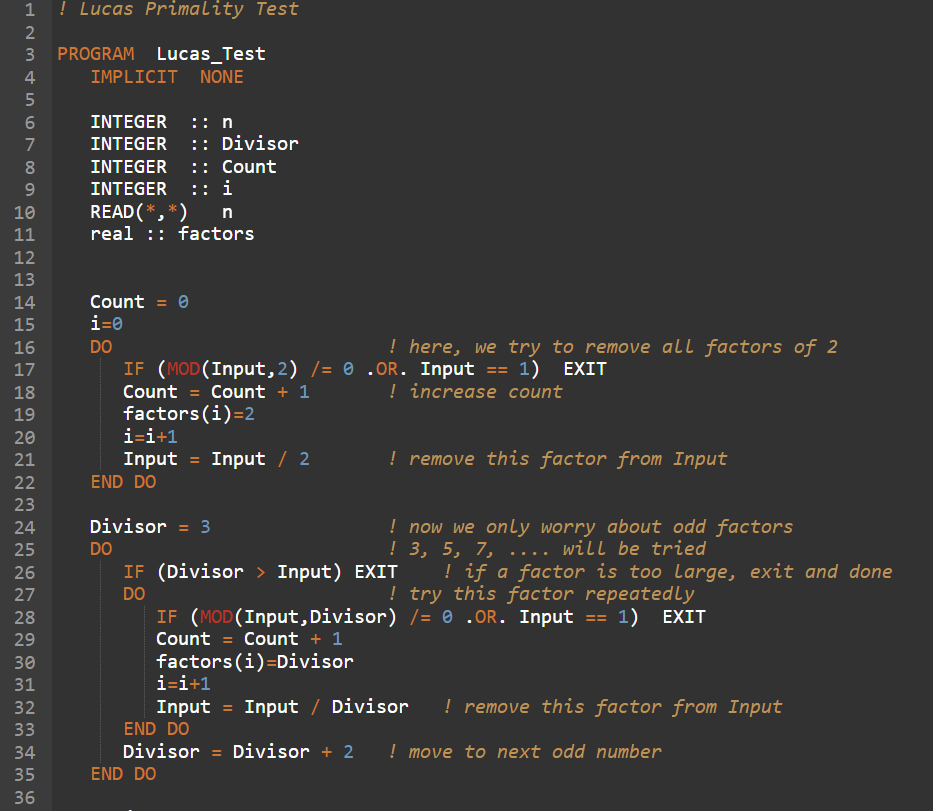 1 ! Lucas Primality Test
2
3 PROGRAM  Lucas_Test
4    IMPLICIT  NONE
5
6    INTEGER  :: n
7    INTEGER  :: Divisor
8    INTEGER  :: Count
9    INTEGER  :: i
10    READ(*,*)   n
11    real :: factors
12
13
14    Count = 0
15    i=0
16    DO                         ! here, we try to remove all factors of 2
17       IF (MOD(Input,2) /= 0 .OR. Input == 1)  EXIT
18       Count = Count + 1       ! increase count
19       factors(i)=2
20       i=i+1
21       Input = Input / 2       ! remove this factor from Input
22    END DO
23
24    Divisor = 3                ! now we only worry about odd factors
25    DO                         ! 3, 5, 7, .... will be tried
26       IF (Divisor > Input) EXIT    ! if a factor is too large, exit and done
27       DO                      ! try this factor repeatedly
28          IF (MOD(Input,Divisor) /= 0 .OR. Input == 1)  EXIT
29          Count = Count + 1
30          factors(i)=Divisor
31          i=i+1
32          Input = Input / Divisor   ! remove this factor from Input
33       END DO
34       Divisor = Divisor + 2   ! move to next odd number
35    END DO
36